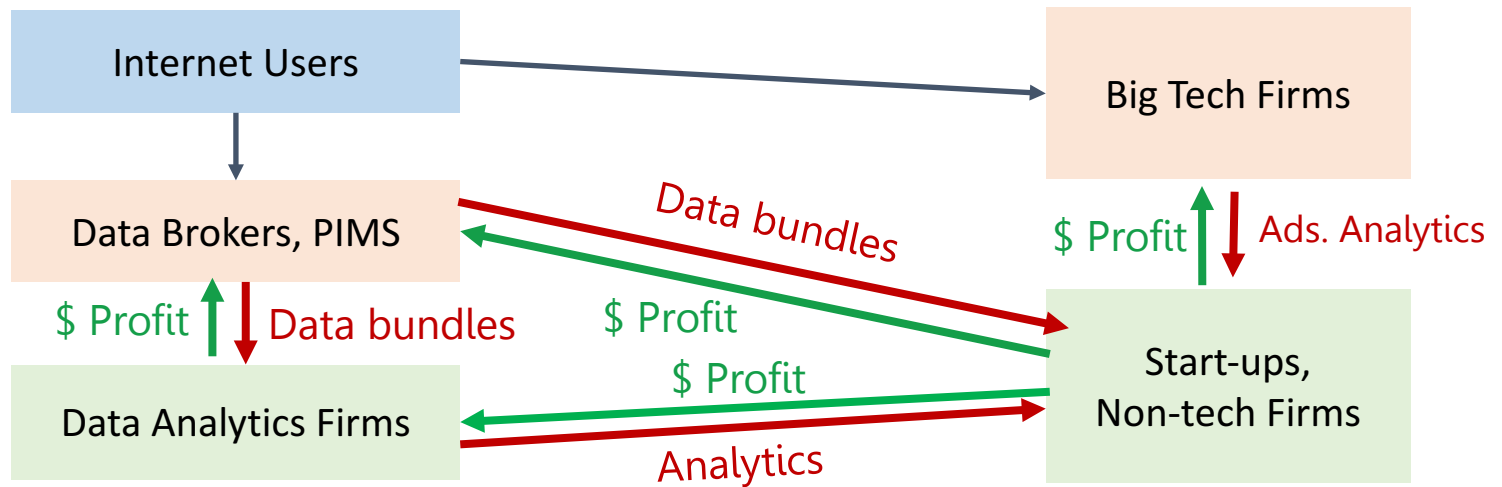 Internet Users
Big Tech Firms
Data Brokers, PIMS
Data bundles
$ Profit
Ads. Analytics
$ Profit
Data bundles
$ Profit
$ Profit
Start-ups,
Non-tech Firms
Data Analytics Firms
Analytics